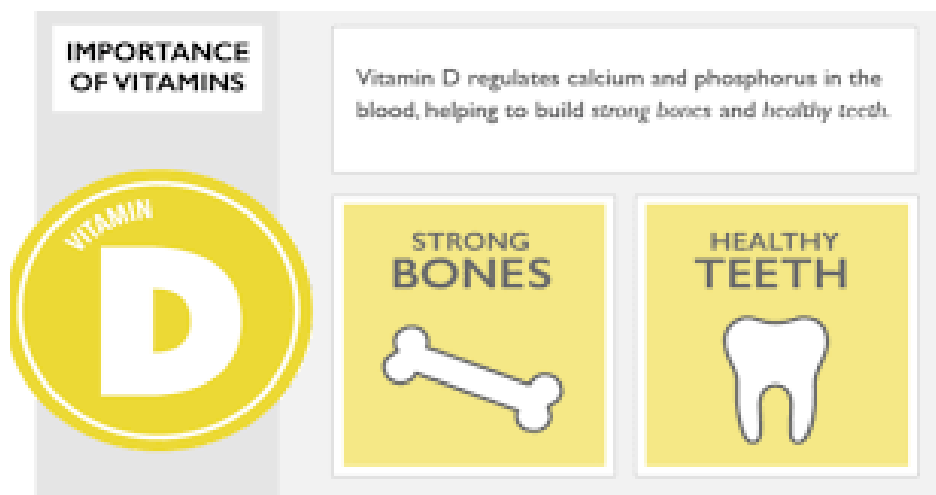 IMPORTANCE
OF VITAMINS
Vitamin D regulates calcium and phosphorus in the
blood, helping to build strong bones and healthy teeth.
VITAMIN
D
STRONG
BONES
HEALTHY
TEETH